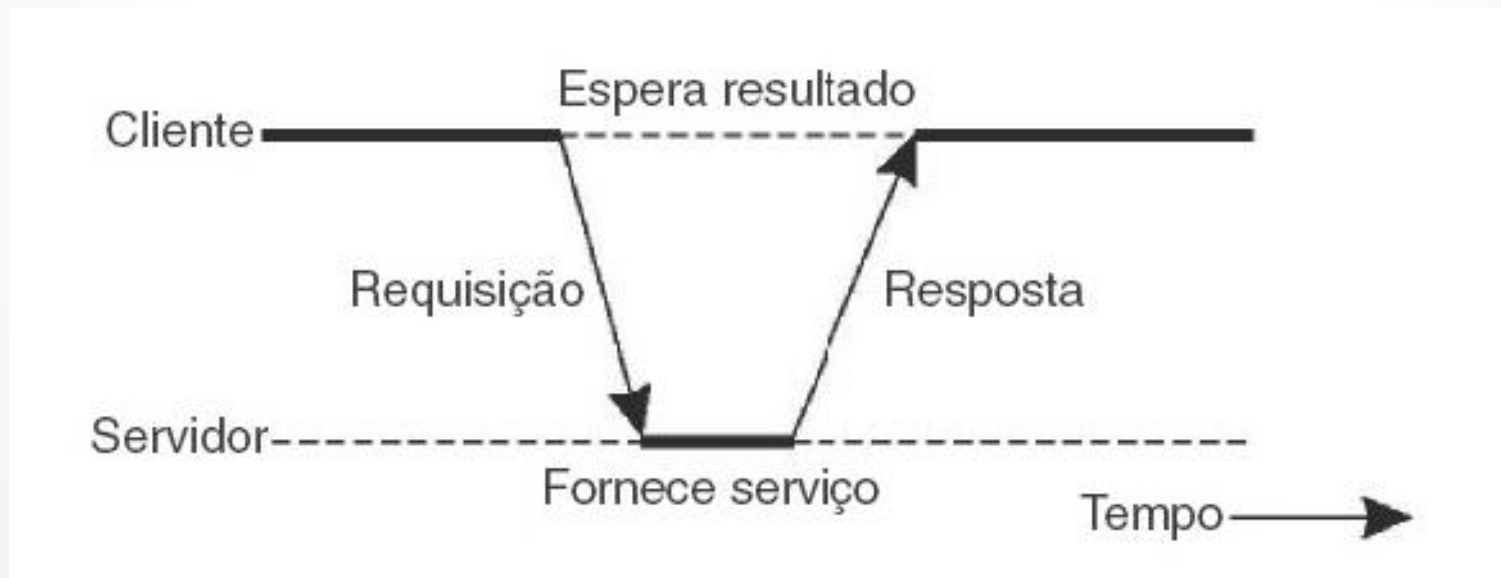 Espera resultado
Cliente
Requisição
Resposta
Servidor
Fornece serviço
Tempo